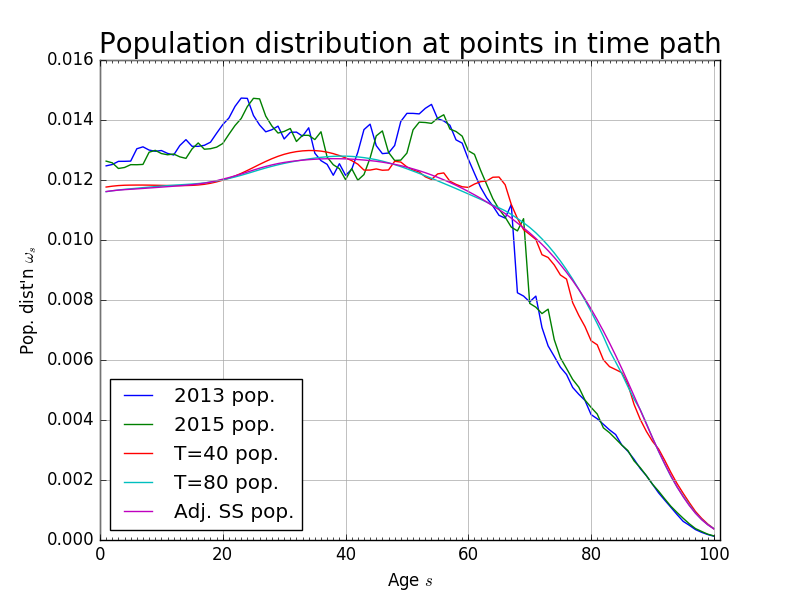 Population distribution at points in time path
0.016
0.014
0.012
0.010
0.008
0.006
0.004
0.002
0.000
Pop. dist'n ωs
2013 pop.
2015 pop.
T=40 pop.
T=80 pop.
Adj. SS pop.
0 20 40 60 80 100
Age s